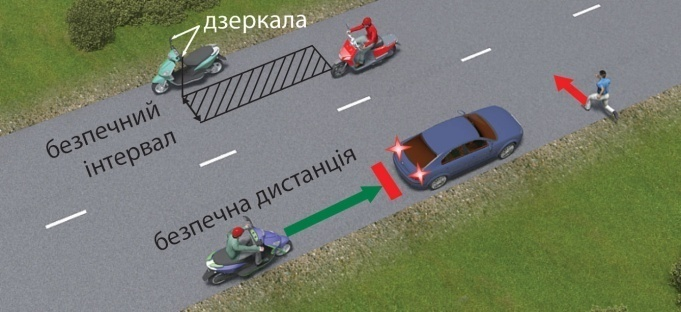 дзеркала
безпечний
інтервал
безпечна дистанція